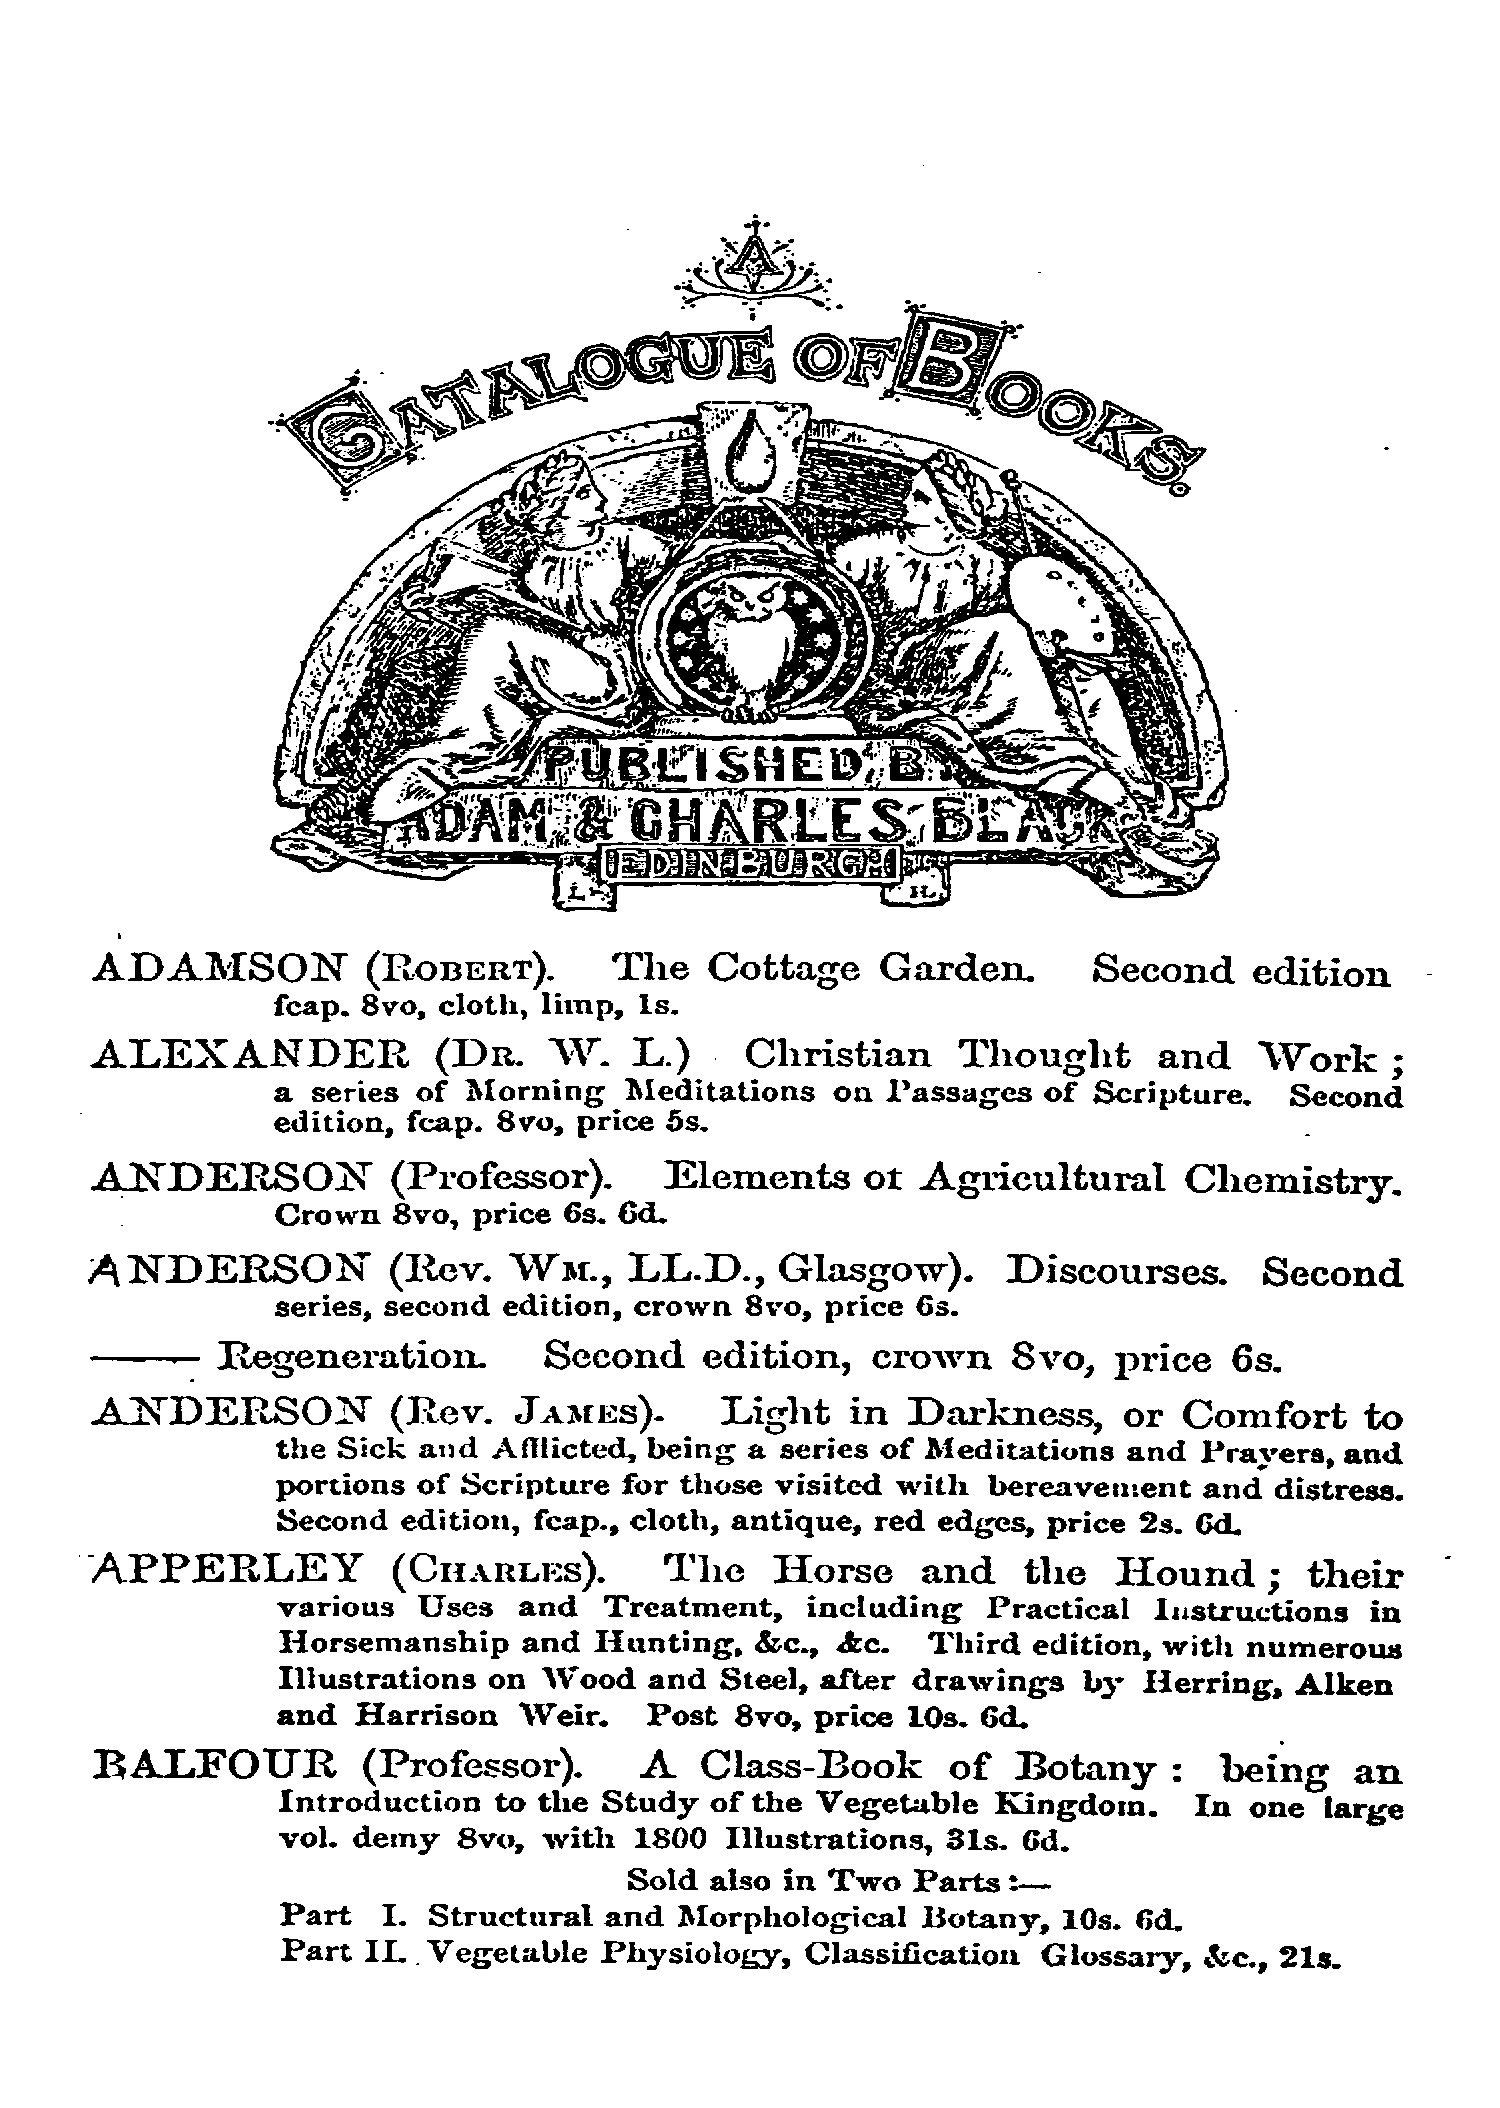 A
CATALOGUE OF BOOKS.
PUBLISHED BY
ADAM & CHARLES BLACK
EDINBURGH
ADAMSON (ROBERT). The Cottage Garden. Second edition
fcap. 8vo, cloth, limp, 1s.
ALEXANDER (DR. W. L.) Christian Thought and Work ;
a series of Morning Meditations on Passages of Scripture. Second
edition, fcap. 8vo, price 5s.
ANDERSON (Professor). Elements of Agricultural Chemistry.
Crown 8vo, price 6s. 6d.
ANDERSON (Rev. WM., LL.D., Glasgow). Discourses. Second
series, second edition, crown 8vo, price 6s.
—— Regeneration. Second edition, crown 8vo, price 6s.
ANDERSON (Rev. JAMES). Light in Darkness, or Comfort to
the Sick and Afflicted, being a series of Meditations and Prayers, and
portions of Scripture for those visited with bereavement and distress.
Second edition, fcap., cloth, antique, red edges, price 2s. 6d.
APPERLEY (CHARLES). The Horse and the Hound ; their
various Uses and Treatment, including Practical Instructions in
Horsemanship and Hunting, &c., &c. Third edition, with numerous
Illustrations on Wood and Steel, after drawings by Herring, Alken
and Harrison Weir. Post 8vo, price 10s. 6d.
BALFOUR (Professor). A Class-Book of Botany : being an
Introduction to the Study of the Vegetable Kingdom. In one large
vol. demy 8vo, with 1800 Illustrations, 31s. 6d.
Sold also in Two Parts :—
Part I. Structural and Morphological Botany, 10s. 6d.
Part II. Vegetable Physiology, Classification Glossary, &c., 21s.